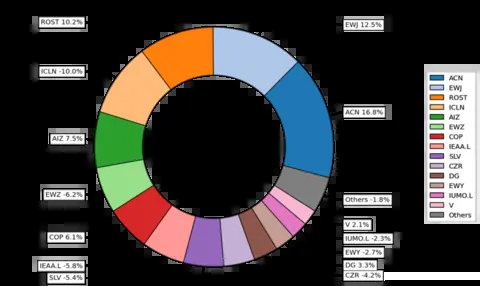 ROST 10.2%
EWJ 12.5%
ICLN -10.0%
ACN 16.8%
AIZ 7.5%
EWZ -6.2%
Others -1.8%
V 2.1%
COP 6.1%
IUMO.L -2.3%
EWY -2.7%
IEAA.L -5.8%
DG 3.3%
SLV -5.4%
CZR -4.2%
ACN
EWJ
ROST
ICLN
AIZ
EWZ
COP
IEAA.L
SLV
CZR
DG
EWY
IUMO.L
V
Others